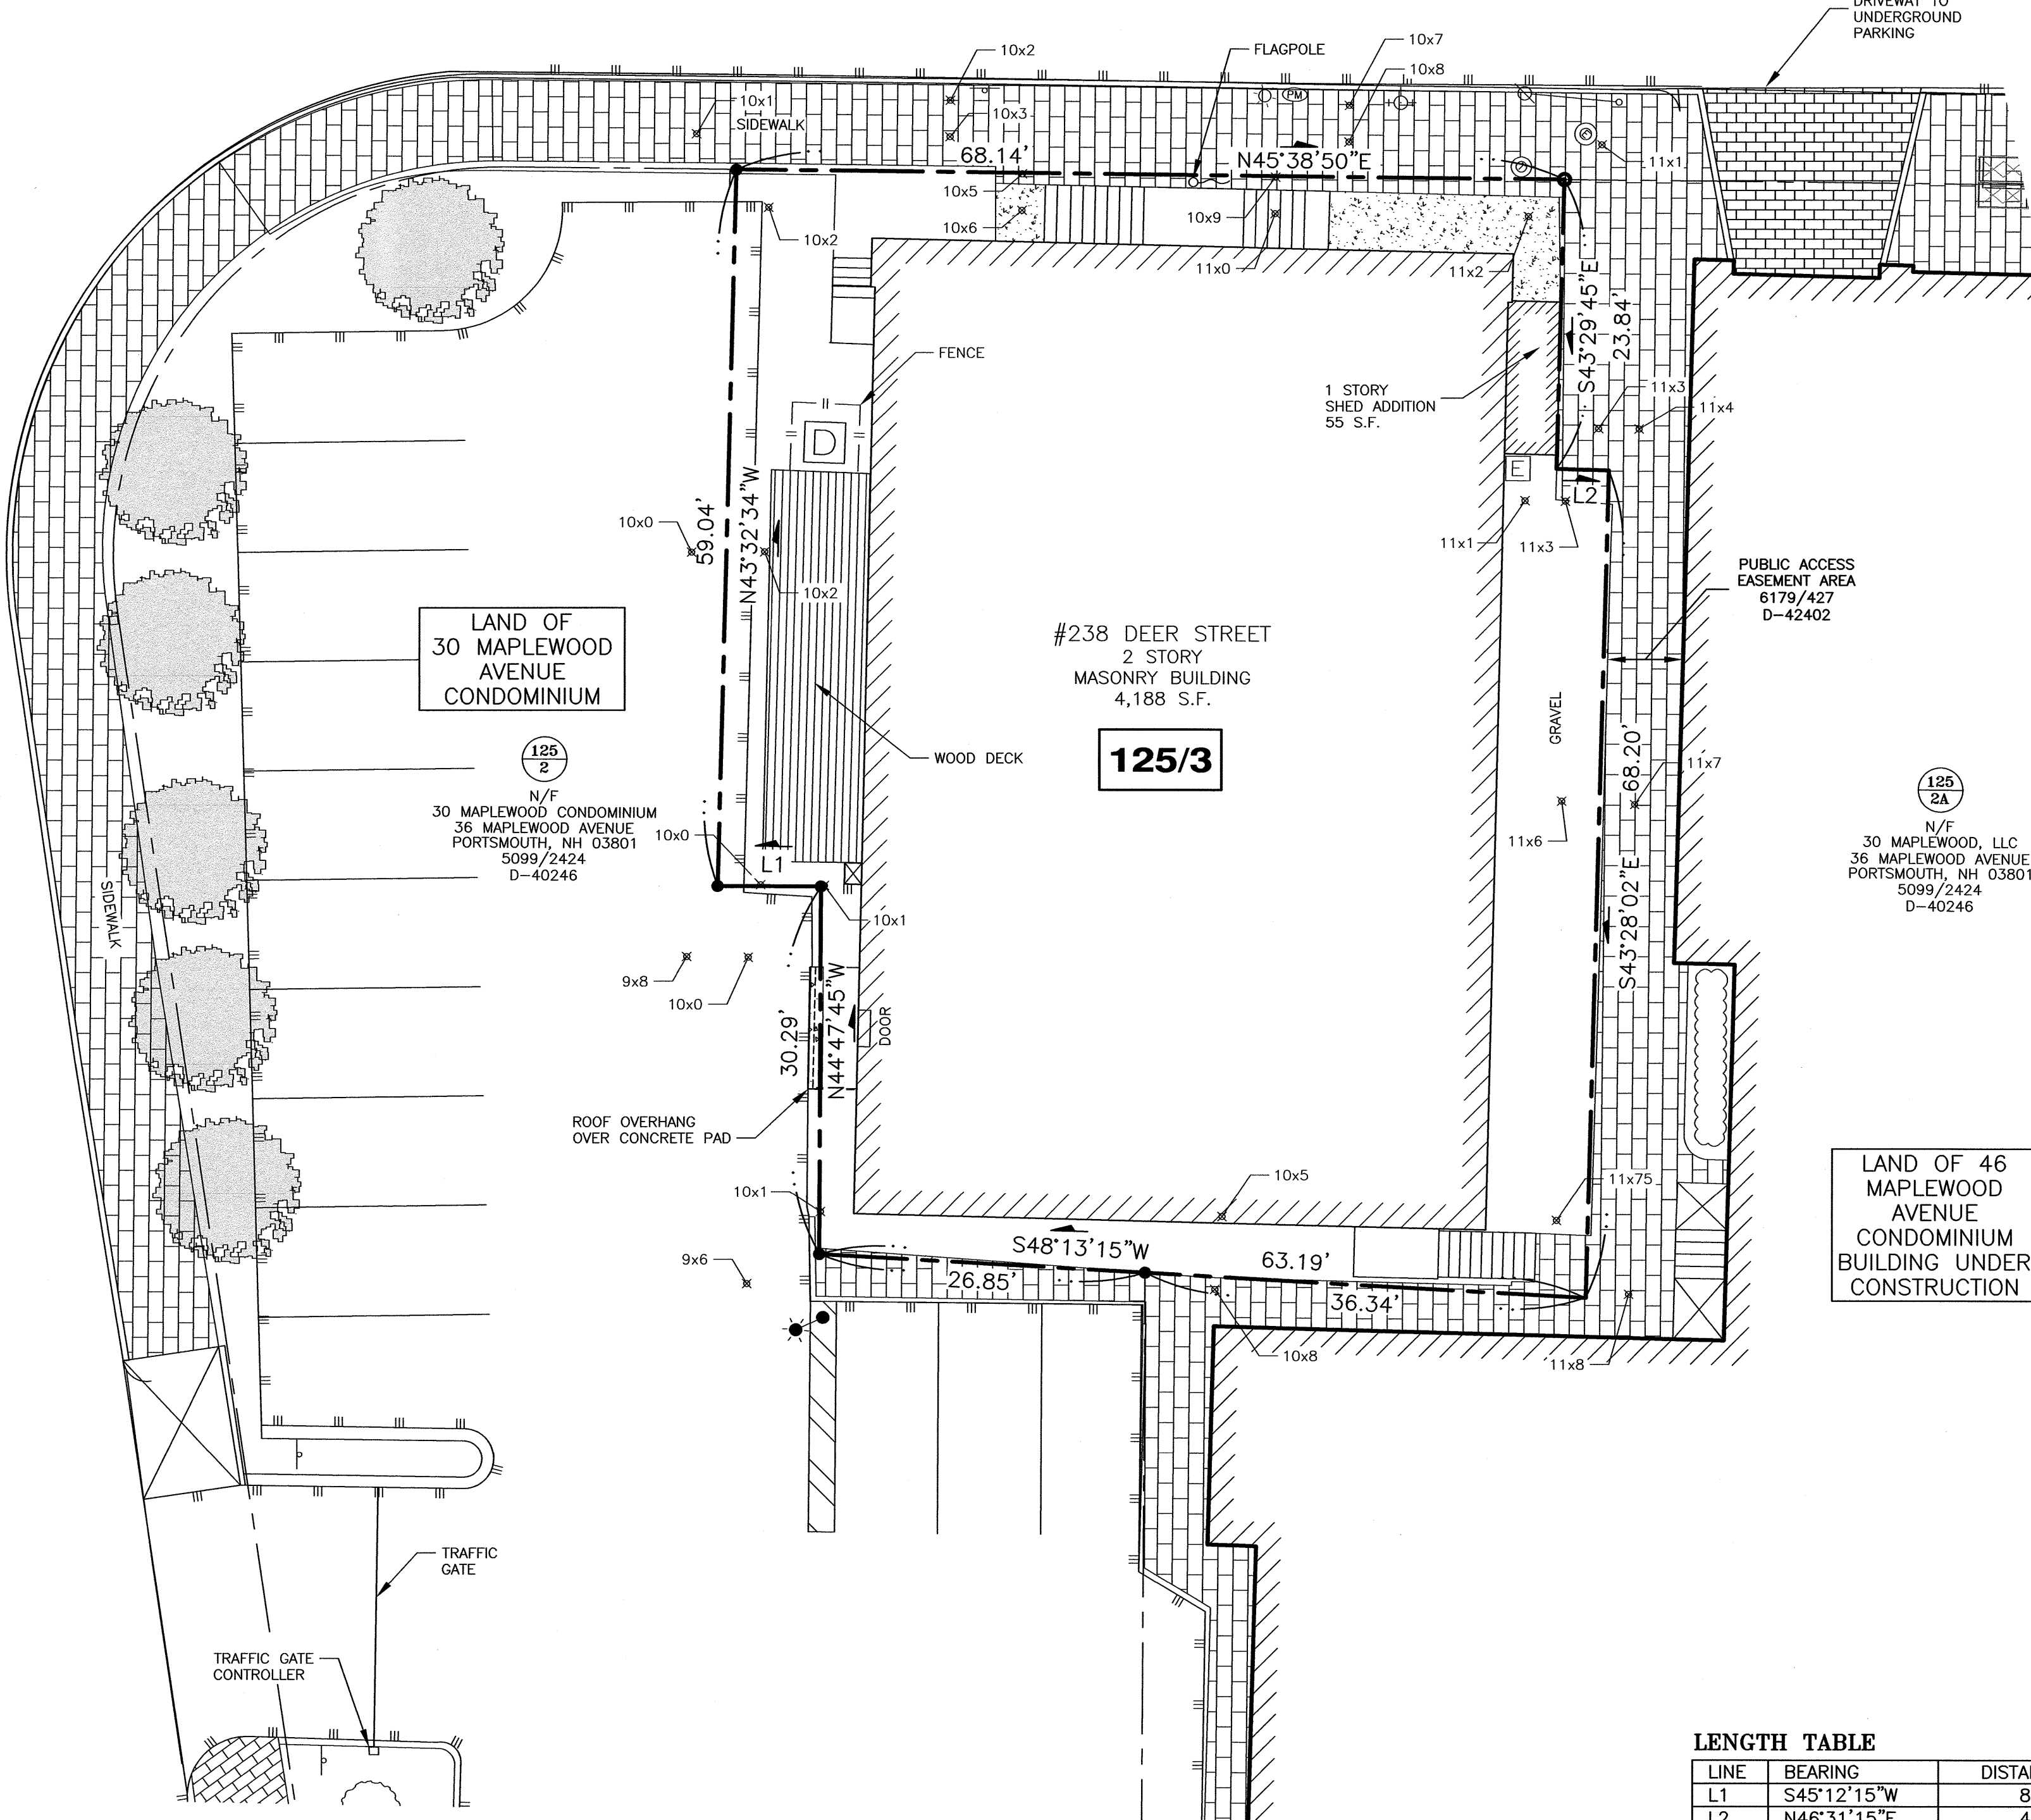 DRIVEWAY TO
UNDERGROUND
PARKING
10x2
FLAGPOLE
10x7
10x8
10x1
SIDEWALK
10x3
PM
68.14'
N45°38'50"E
11x1
10x5
10x6
10x9
10x2
11x0
11x2
S43°29'45"E
23.84'
FENCE
1 STORY
SHED ADDITION
55 S.F.
11x3
11x4
D
E
L2
59.04'
N43°32'34"W
10x0
10x2
11x1
11x3
PUBLIC ACCESS
EASEMENT AREA
6179/427
D-42402
LAND OF
30 MAPLEWOOD
AVENUE
CONDOMINIUM
#238 DEER STREET
2 STORY
MASONRY BUILDING
4,188 S.F.
125/3
GRAVEL
WOOD DECK
68.20'
S43°28'02"E
11x7
11x6
125
2
N/F
30 MAPLEWOOD CONDOMINIUM
36 MAPLEWOOD AVENUE
PORTSMOUTH, NH 03801
5099/2424
D-40246
125
2A
N/F
30 MAPLEWOOD, LLC
36 MAPLEWOOD AVENUE
PORTSMOUTH, NH 03801
5099/2424
D-40246
10x0
L1
10x1
SIDEWALK
9x8
10x0
30.29'
N44°47'45"W
DOOR
ROOF OVERHANG
OVER CONCRETE PAD
10x1
10x5
11x75
LAND OF 46
MAPLEWOOD
AVENUE
CONDOMINIUM
BUILDING UNDER
CONSTRUCTION
S48°13'15"W
63.19'
9x6
26.85'
36.34'
10x8
11x8
TRAFFIC
GATE
TRAFFIC GATE
CONTROLLER
LENGTH TABLE
LINE BEARING
L1 S45°12'15"W 8
L2 N46°31'15"E 4